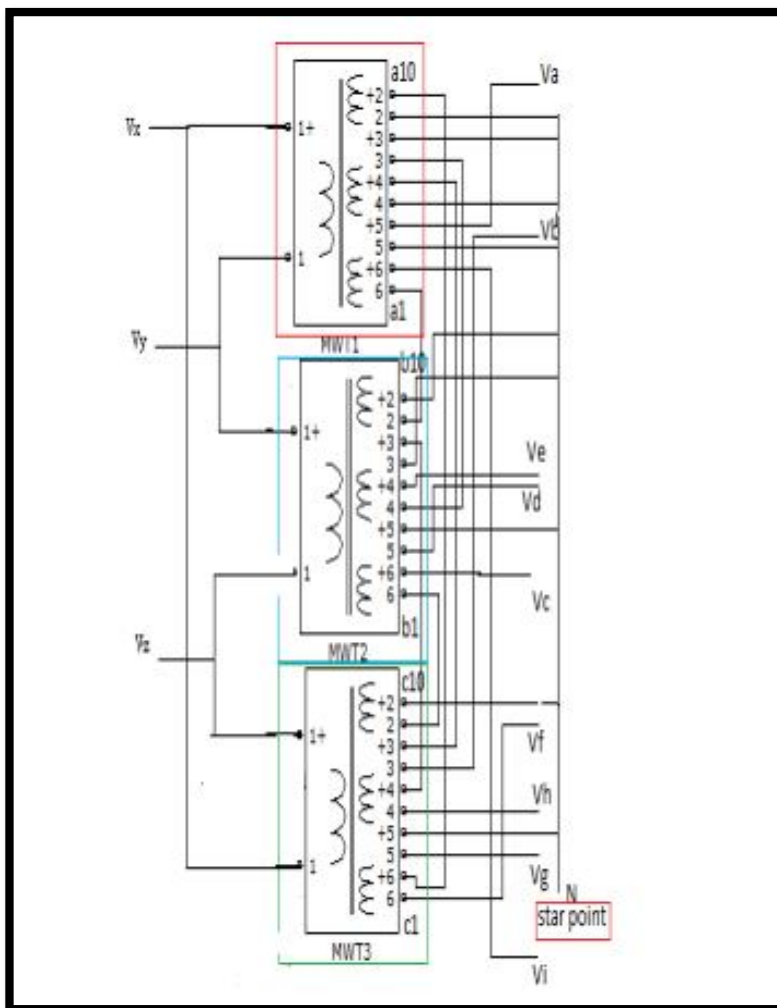 a10
Va
+2
2
Vx
1+
+3
3
+4
4
+5
Vb
5
1
+6
6
a1
MWT1
Vy
b10
+2
2
1+
+3
3
Ve
+4
4
Vd
+5
5
1
+6
Vc
6
b1
Vz
MWT2
c10
+2
2
1+
+3
Vf
3
+4
Vh
4
+5
5
1
Vg
+6
N
6
star point
c1
MWT3
Vi